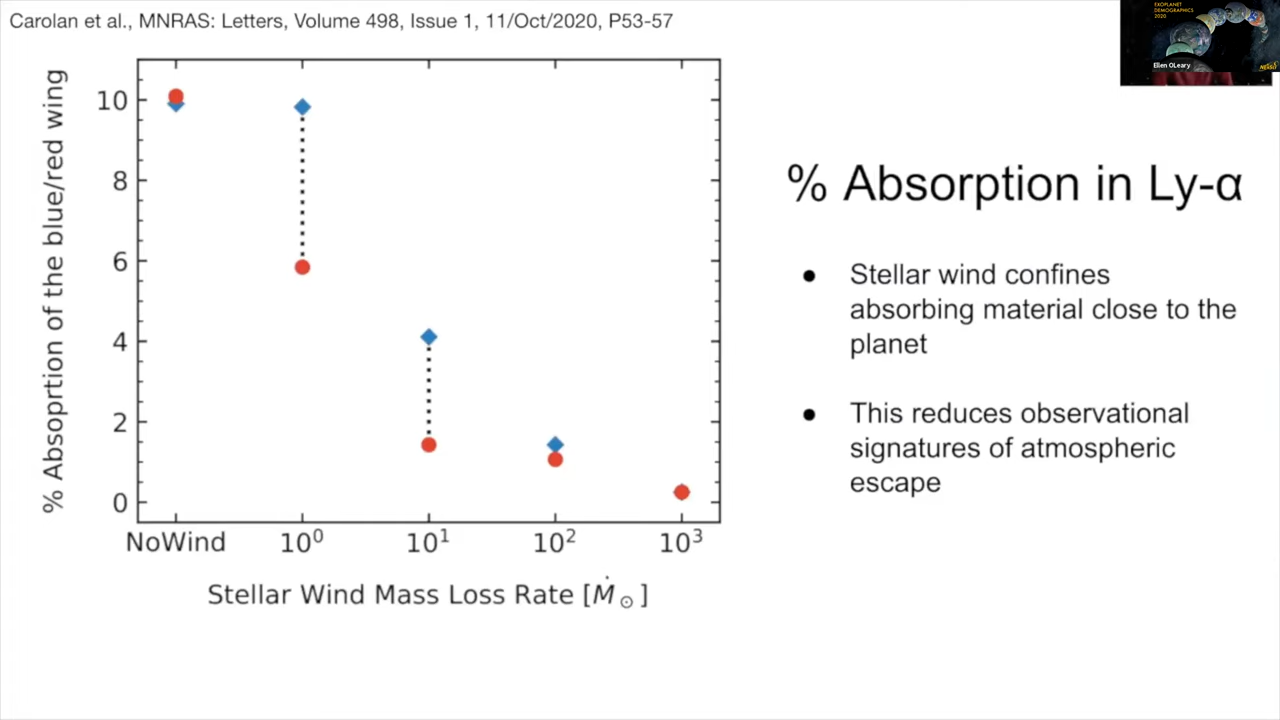 Carolan et al., MNRAS: Letters, Volume 498, Issue 1, 11/Oct/2020, P53-57
EXOPLANET
DEMOGRAPHICS
2020
Ellen OLeary
% Absoprtion of the blue/red wing
10
8
6
4
2
0
NoWind 10⁰ 10¹ 10² 10³
Stellar Wind Mass Loss Rate [Ṁ☉]
% Absorption in Ly-α
● Stellar wind confines
absorbing material close to the
planet
● This reduces observational
signatures of atmospheric
escape